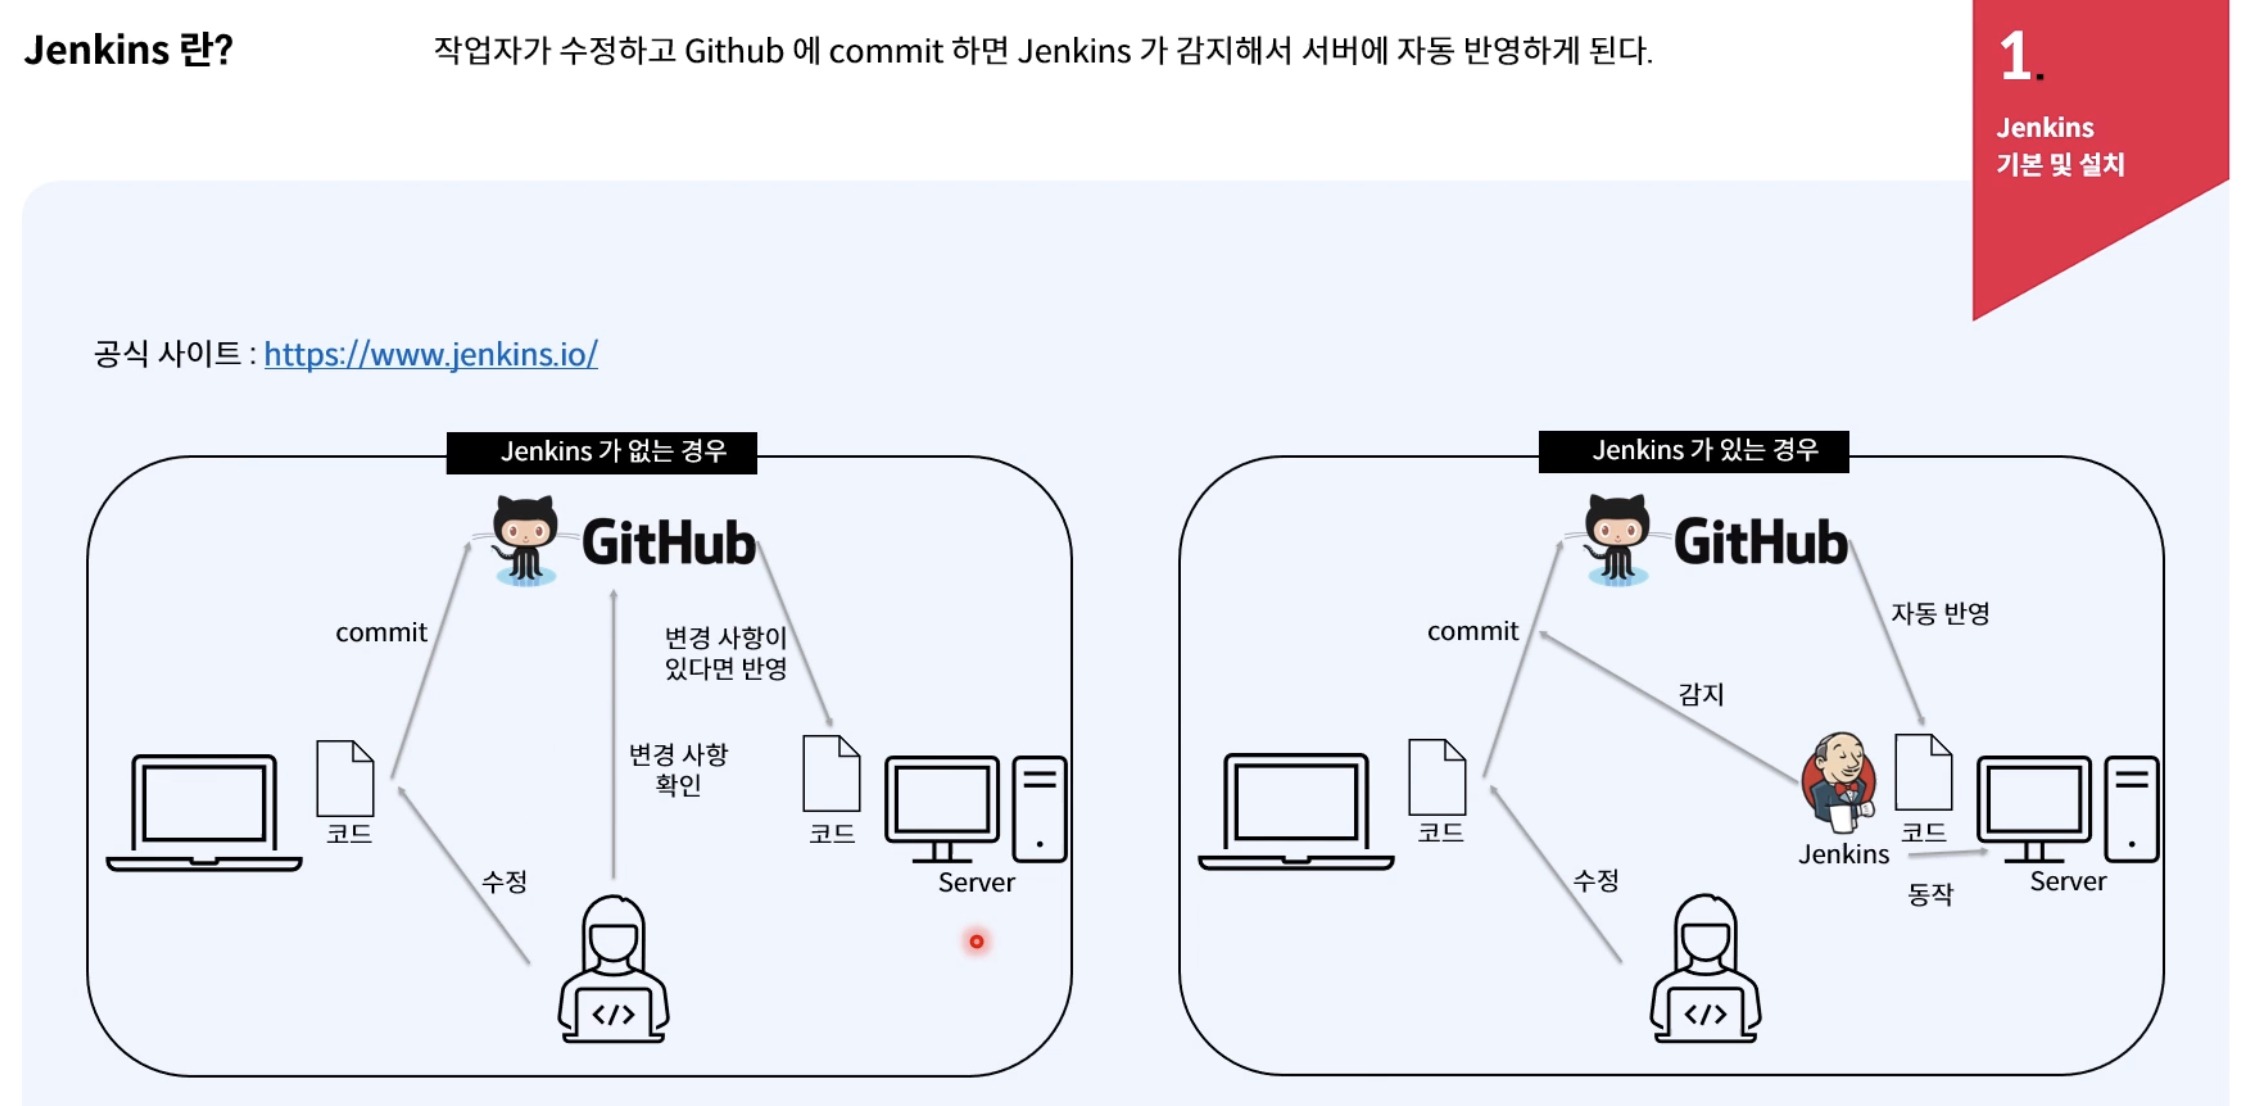 Jenkins 란?
작업자가 수정하고 Github 에 commit 하면 Jenkins 가 감지해서 서버에 자동 반영하게 된다.
1.
Jenkins
기본 및 설치
공식 사이트 : https://www.jenkins.io/
Jenkins 가 없는 경우
GitHub
commit
변경 사항이
있다면 반영
변경 사항
확인
코드
코드
수정
Server
</>
Jenkins 가 있는 경우
GitHub
commit
자동 반영
감지
코드
코드
Jenkins
수정
동작
Server
</>